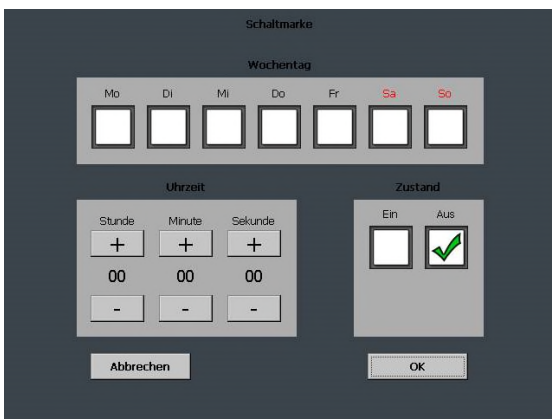 Schaltmarke
Wochentag
Mo Di Mi Do Fr Sa So
Uhrzeit Zustand
Stunde Minute Sekunde Ein Aus
+ + +
00 00 00
- - -
Abbrechen OK